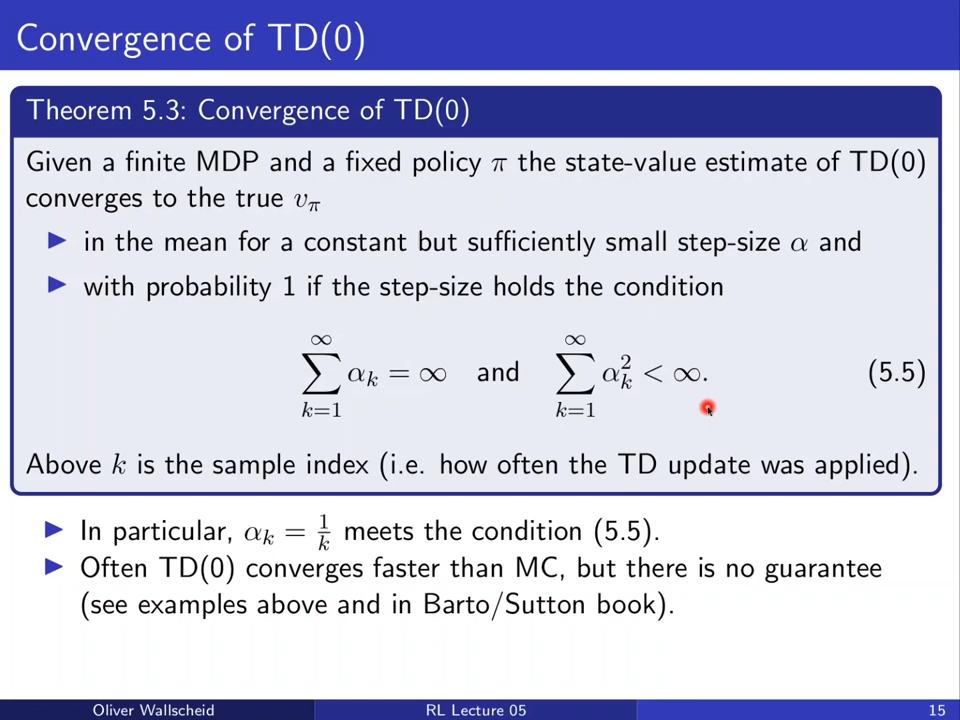 Convergence of TD(0)
Theorem 5.3: Convergence of TD(0)
Given a finite MDP and a fixed policy π the state-value estimate of TD(0)
converges to the true v_π
▶ in the mean for a constant but sufficiently small step-size α and
▶ with probability 1 if the step-size holds the condition
∑_{k=1}^{∞} α_k = ∞ and ∑_{k=1}^{∞} α_k^2 < ∞. (5.5)
Above k is the sample index (i.e. how often the TD update was applied).
▶ In particular, α_k = 1/k meets the condition (5.5).
▶ Often TD(0) converges faster than MC, but there is no guarantee
(see examples above and in Barto/Sutton book).
Oliver Wallscheid RL Lecture 05 15